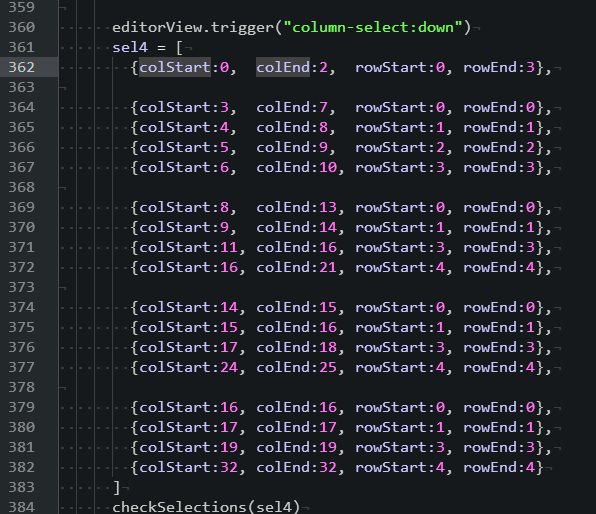 359
360 editorView.trigger("column-select:down")
361 sel4 = [
362 {colStart:0,  colEnd:2,  rowStart:0, rowEnd:3},
363
364 {colStart:3,  colEnd:7,  rowStart:0, rowEnd:0},
365 {colStart:4,  colEnd:8,  rowStart:1, rowEnd:1},
366 {colStart:5,  colEnd:9,  rowStart:2, rowEnd:2},
367 {colStart:6,  colEnd:10, rowStart:3, rowEnd:3},
368
369 {colStart:8,  colEnd:13, rowStart:0, rowEnd:0},
370 {colStart:9,  colEnd:14, rowStart:1, rowEnd:1},
371 {colStart:11, colEnd:16, rowStart:3, rowEnd:3},
372 {colStart:16, colEnd:21, rowStart:4, rowEnd:4},
373
374 {colStart:14, colEnd:15, rowStart:0, rowEnd:0},
375 {colStart:15, colEnd:16, rowStart:1, rowEnd:1},
376 {colStart:17, colEnd:18, rowStart:3, rowEnd:3},
377 {colStart:24, colEnd:25, rowStart:4, rowEnd:4},
378
379 {colStart:16, colEnd:16, rowStart:0, rowEnd:0},
380 {colStart:17, colEnd:17, rowStart:1, rowEnd:1},
381 {colStart:19, colEnd:19, rowStart:3, rowEnd:3},
382 {colStart:32, colEnd:32, rowStart:4, rowEnd:4}
383 ]
384 checkSelections(sel4)